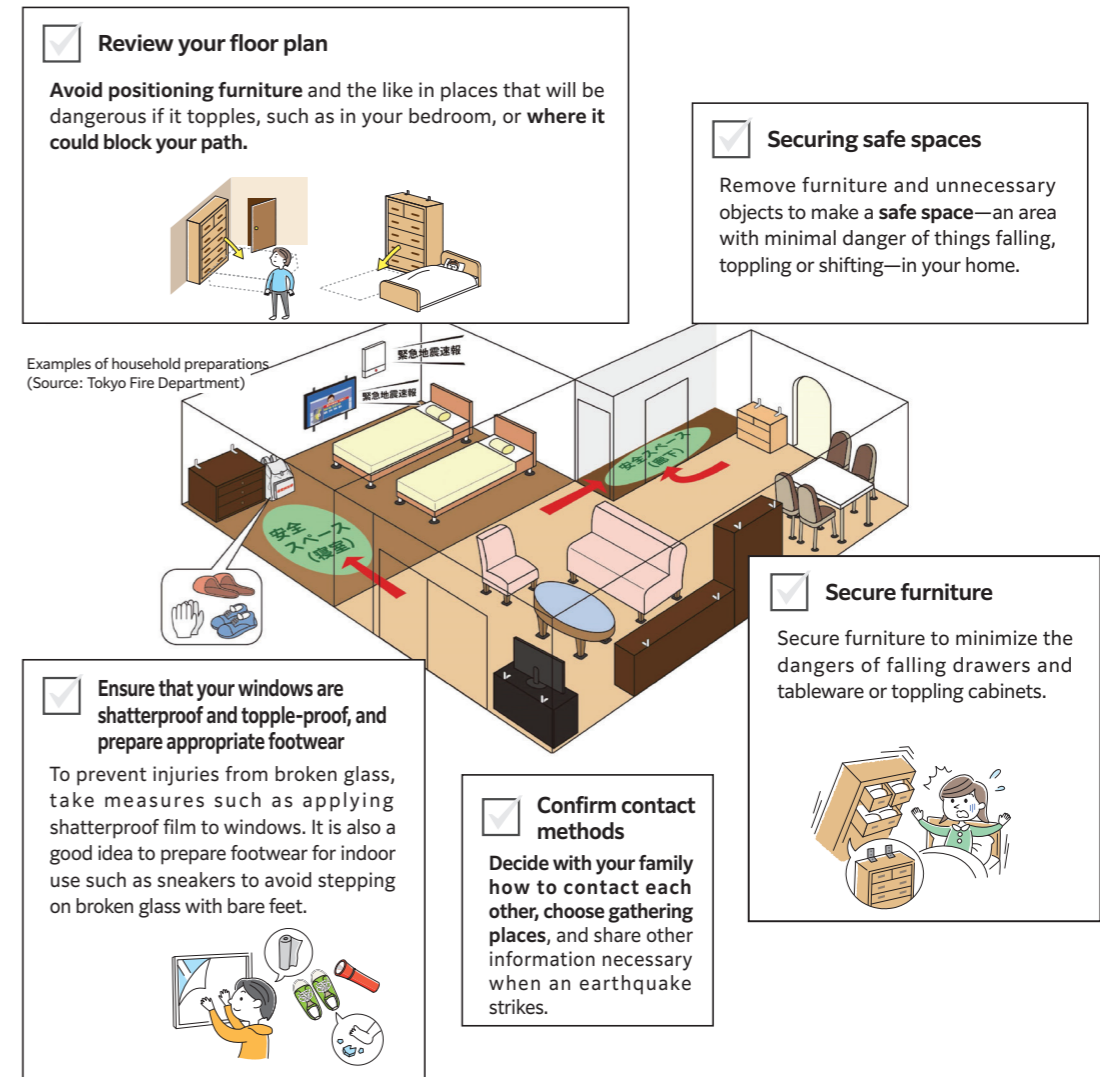 Review your floor plan
Avoid positioning furniture and the like in places that will be
dangerous if it topples, such as in your bedroom, or where it
could block your path.
Securing safe spaces
Remove furniture and unnecessary
objects to make a safe space—an area
with minimal danger of things falling,
toppling or shifting—in your home.
Examples of household preparations
(Source: Tokyo Fire Department)
緊急地震速報
緊急地震速報
安全スペース
(廊下)
安全
スペース
(寝室)
Secure furniture
Secure furniture to minimize the
dangers of falling drawers and
tableware or toppling cabinets.
Ensure that your windows are
shatterproof and topple-proof, and
prepare appropriate footwear
To prevent injuries from broken glass,
take measures such as applying
shatterproof film to windows. It is also a
good idea to prepare footwear for indoor
use such as sneakers to avoid stepping
on broken glass with bare feet.
Confirm contact
methods
Decide with your family
how to contact each
other, choose gathering
places, and share other
information necessary
when an earthquake
strikes.